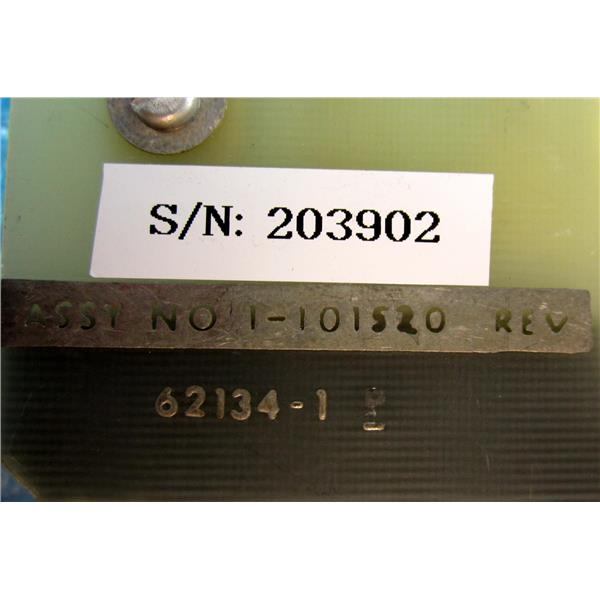 S/N: 203902
ASSY NO 1-101520 REV
62134-1